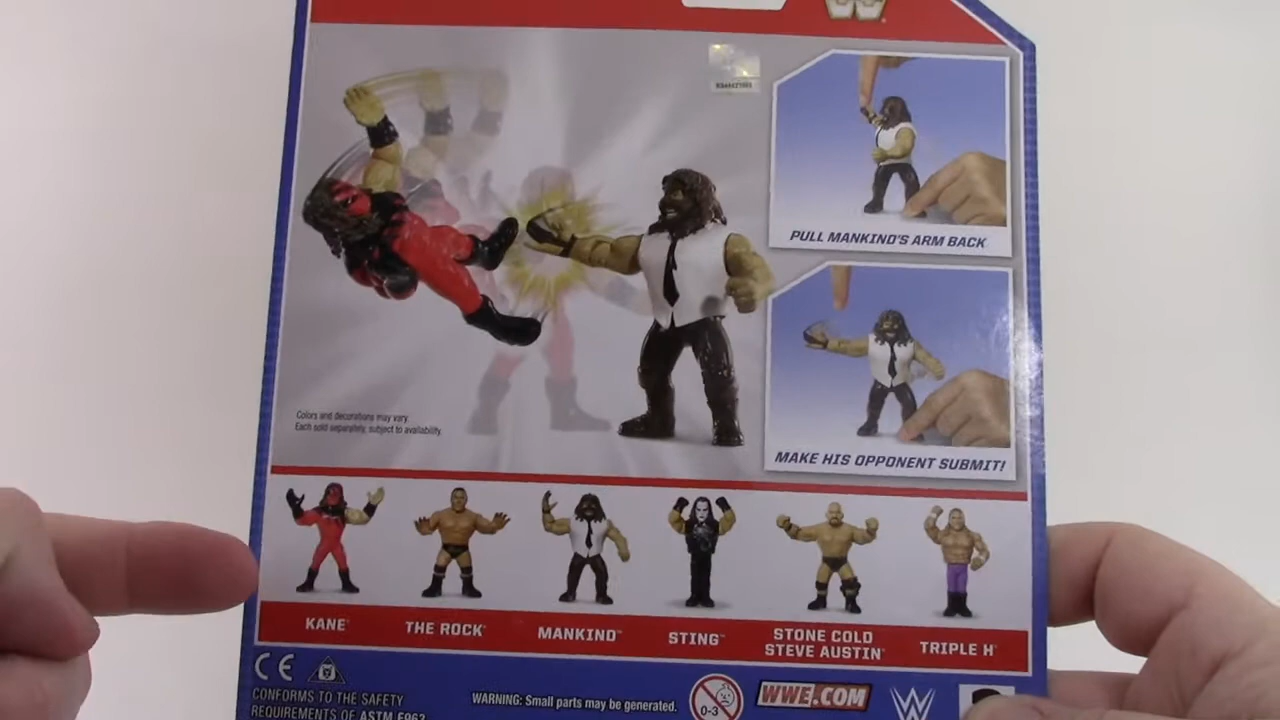 PULL MANKIND'S ARM BACK
Colors and decorations may vary.
Each sold separately, subject to availability.
MAKE HIS OPPONENT SUBMIT!
KANE
THE ROCK
MANKIND™
STING™
STONE COLD
STEVE AUSTIN
TRIPLE H
CE
CONFORMS TO THE SAFETY
REQUIREMENTS OF ASTM F963
WARNING: Small parts may be generated.
0-3
WWE.COM
W